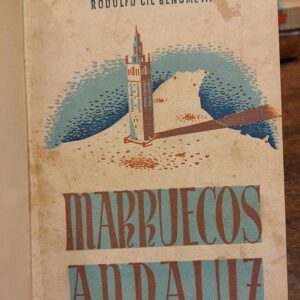 RODOLFO GIL BENUMEYA
MARRUECOS
ANDALUZ